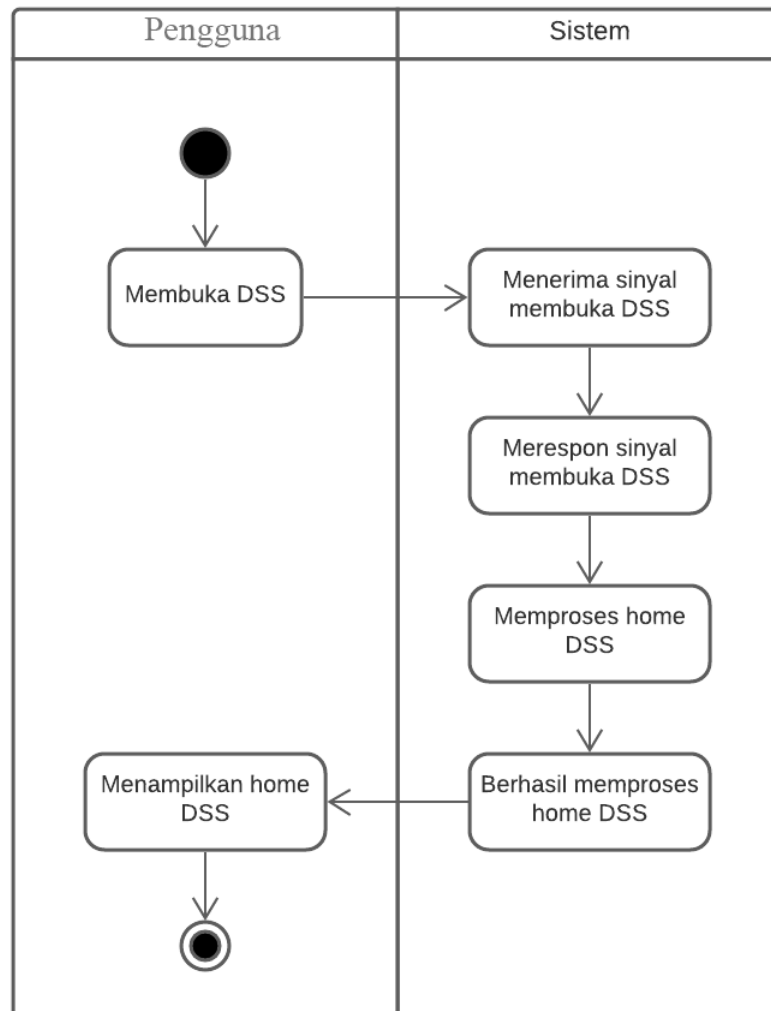 Pengguna
Sistem
Membuka DSS
Menerima sinyal
membuka DSS
Merespon sinyal
membuka DSS
Memproses home
DSS
Berhasil memproses
home DSS
Menampilkan home
DSS